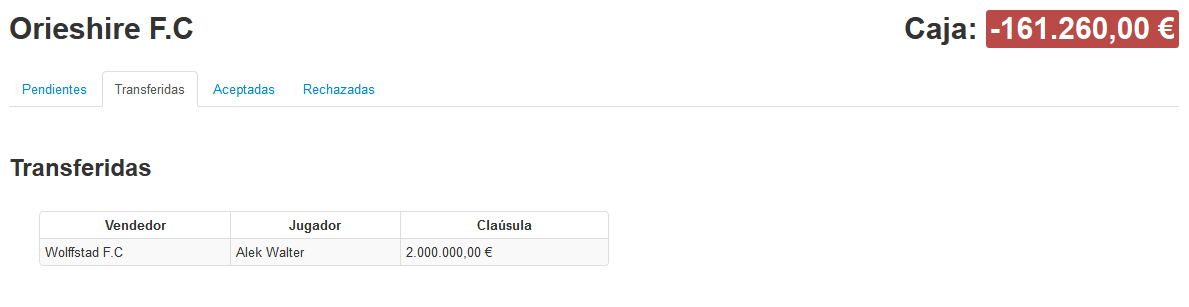 Orieshire F.C
Caja: -161.260,00 €
Pendientes Transferidas Aceptadas Rechazadas
Transferidas
Vendedor Jugador Claúsula
Wolffstad F.C Alek Walter 2.000.000,00 €